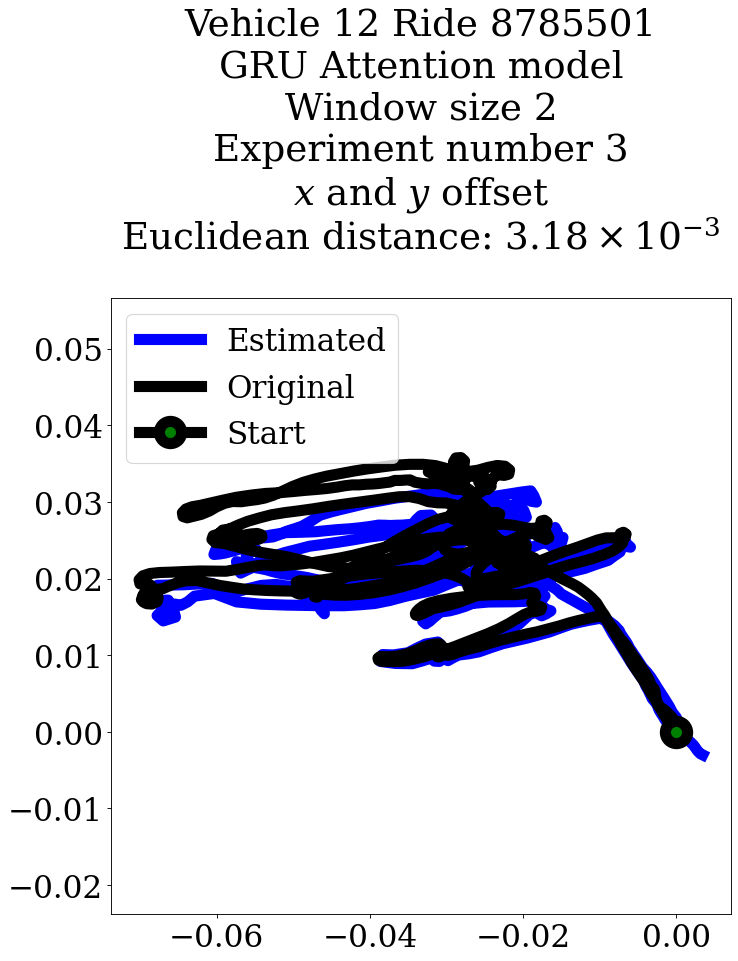 Vehicle 12 Ride 8785501
GRU Attention model
Window size 2
Experiment number 3
x and y offset
Euclidean distance: 3.18 × 10⁻³
Estimated
Original
Start
0.05
0.04
0.03
0.02
0.01
0.00
−0.01
−0.02
−0.06 −0.04 −0.02 0.00